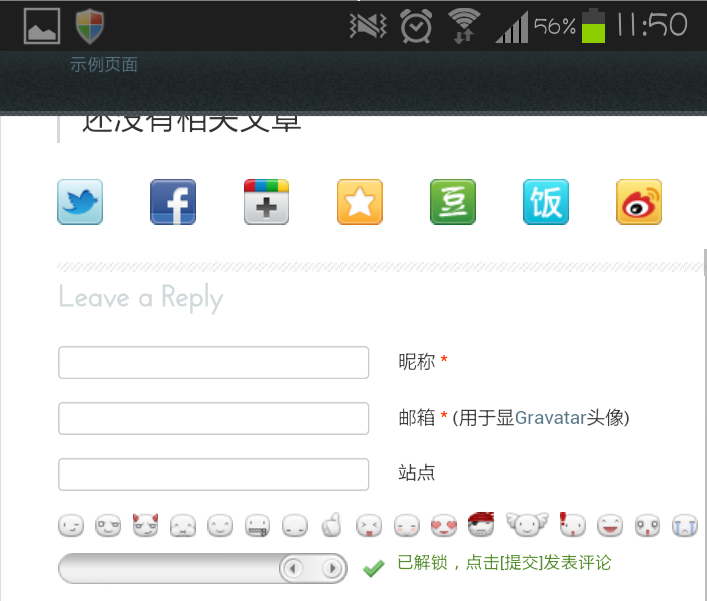 56% 11:50
示例页面
还没有相关文章
豆 饭
Leave a Reply
昵称 *
邮箱 * (用于显Gravatar头像)
站点
已解锁，点击[提交]发表评论